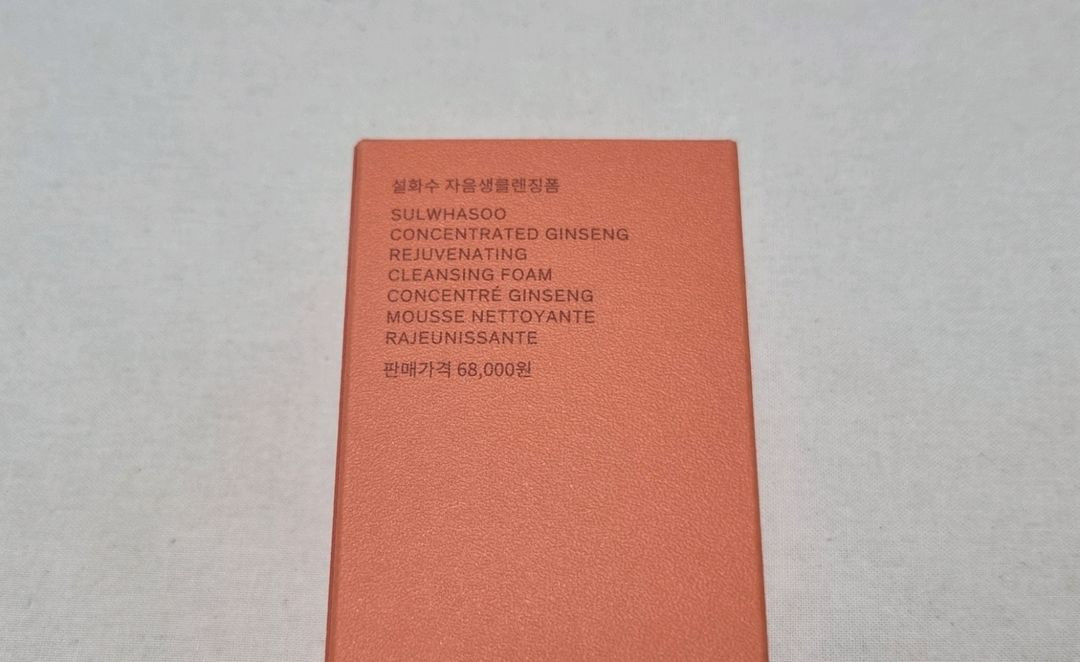 설화수 자음생클렌징폼
SULWHASOO
CONCENTRATED GINSENG
REJUVENATING
CLEANSING FOAM
CONCENTRÉ GINSENG
MOUSSE NETTOYANTE
RAJEUNISSANTE
판매가격 68,000원